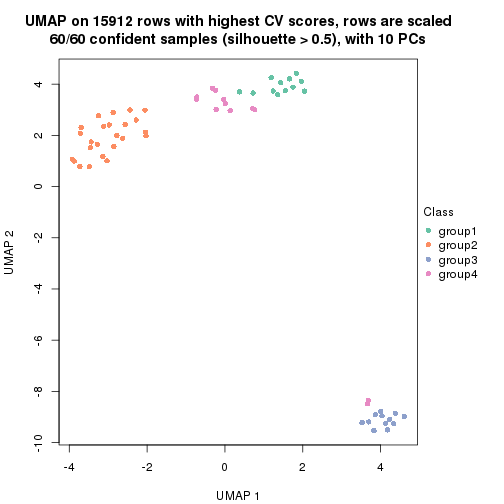 UMAP on 15912 rows with highest CV scores, rows are scaled
60/60 confident samples (silhouette > 0.5), with 10 PCs
4
2
0
-2
-4
-6
-8
-10
UMAP 2
-4 -2 0 2 4
UMAP 1
Class
group1
group2
group3
group4